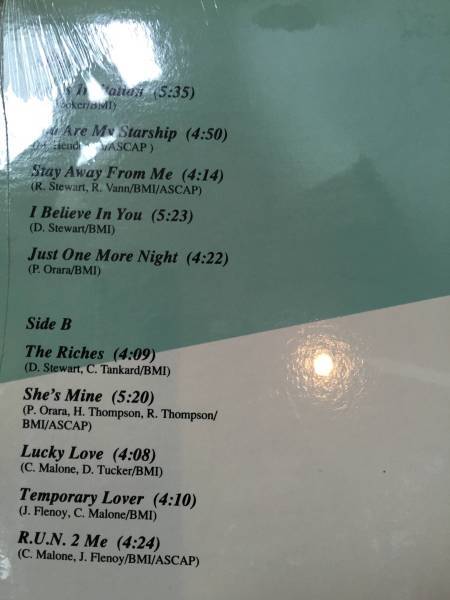 In (5:35)
You Are My Starship (4:50)
/ASCAP )
Stay Away From Me (4:14)
(R. Stewart, R. Vann/BMI/ASCAP)
I Believe In You (5:23)
(D. Stewart/BMI)
Just One More Night (4:22)
(P. Orara/BMI)
Side B
The Riches (4:09)
(D. Stewart, C. Tankard/BMI)
She's Mine (5:20)
(P. Orara, H. Thompson, R. Thompson/
BMI/ASCAP)
Lucky Love (4:08)
(C. Malone, D. Tucker/BMI)
Temporary Lover (4:10)
(J. Flenoy, C. Malone/BMI)
R.U.N. 2 Me (4:24)
(C. Malone, J. Flenoy/BMI/ASCAP)